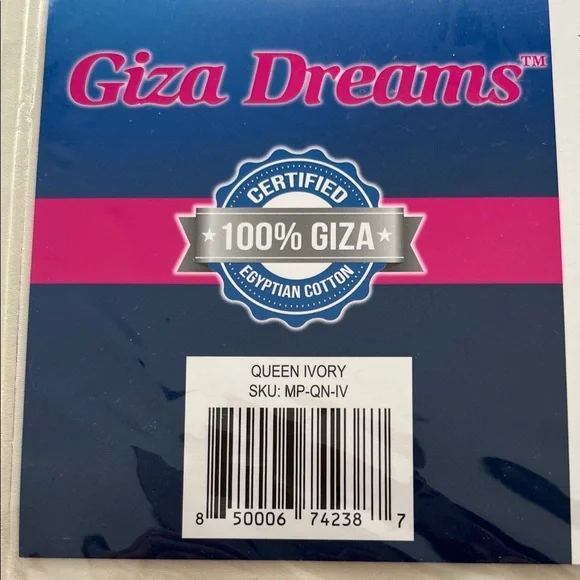 Giza Dreams™
CERTIFIED
100% GIZA
EGYPTIAN COTTON
QUEEN IVORY
SKU: MP-QN-IV
8 50006 74238 7